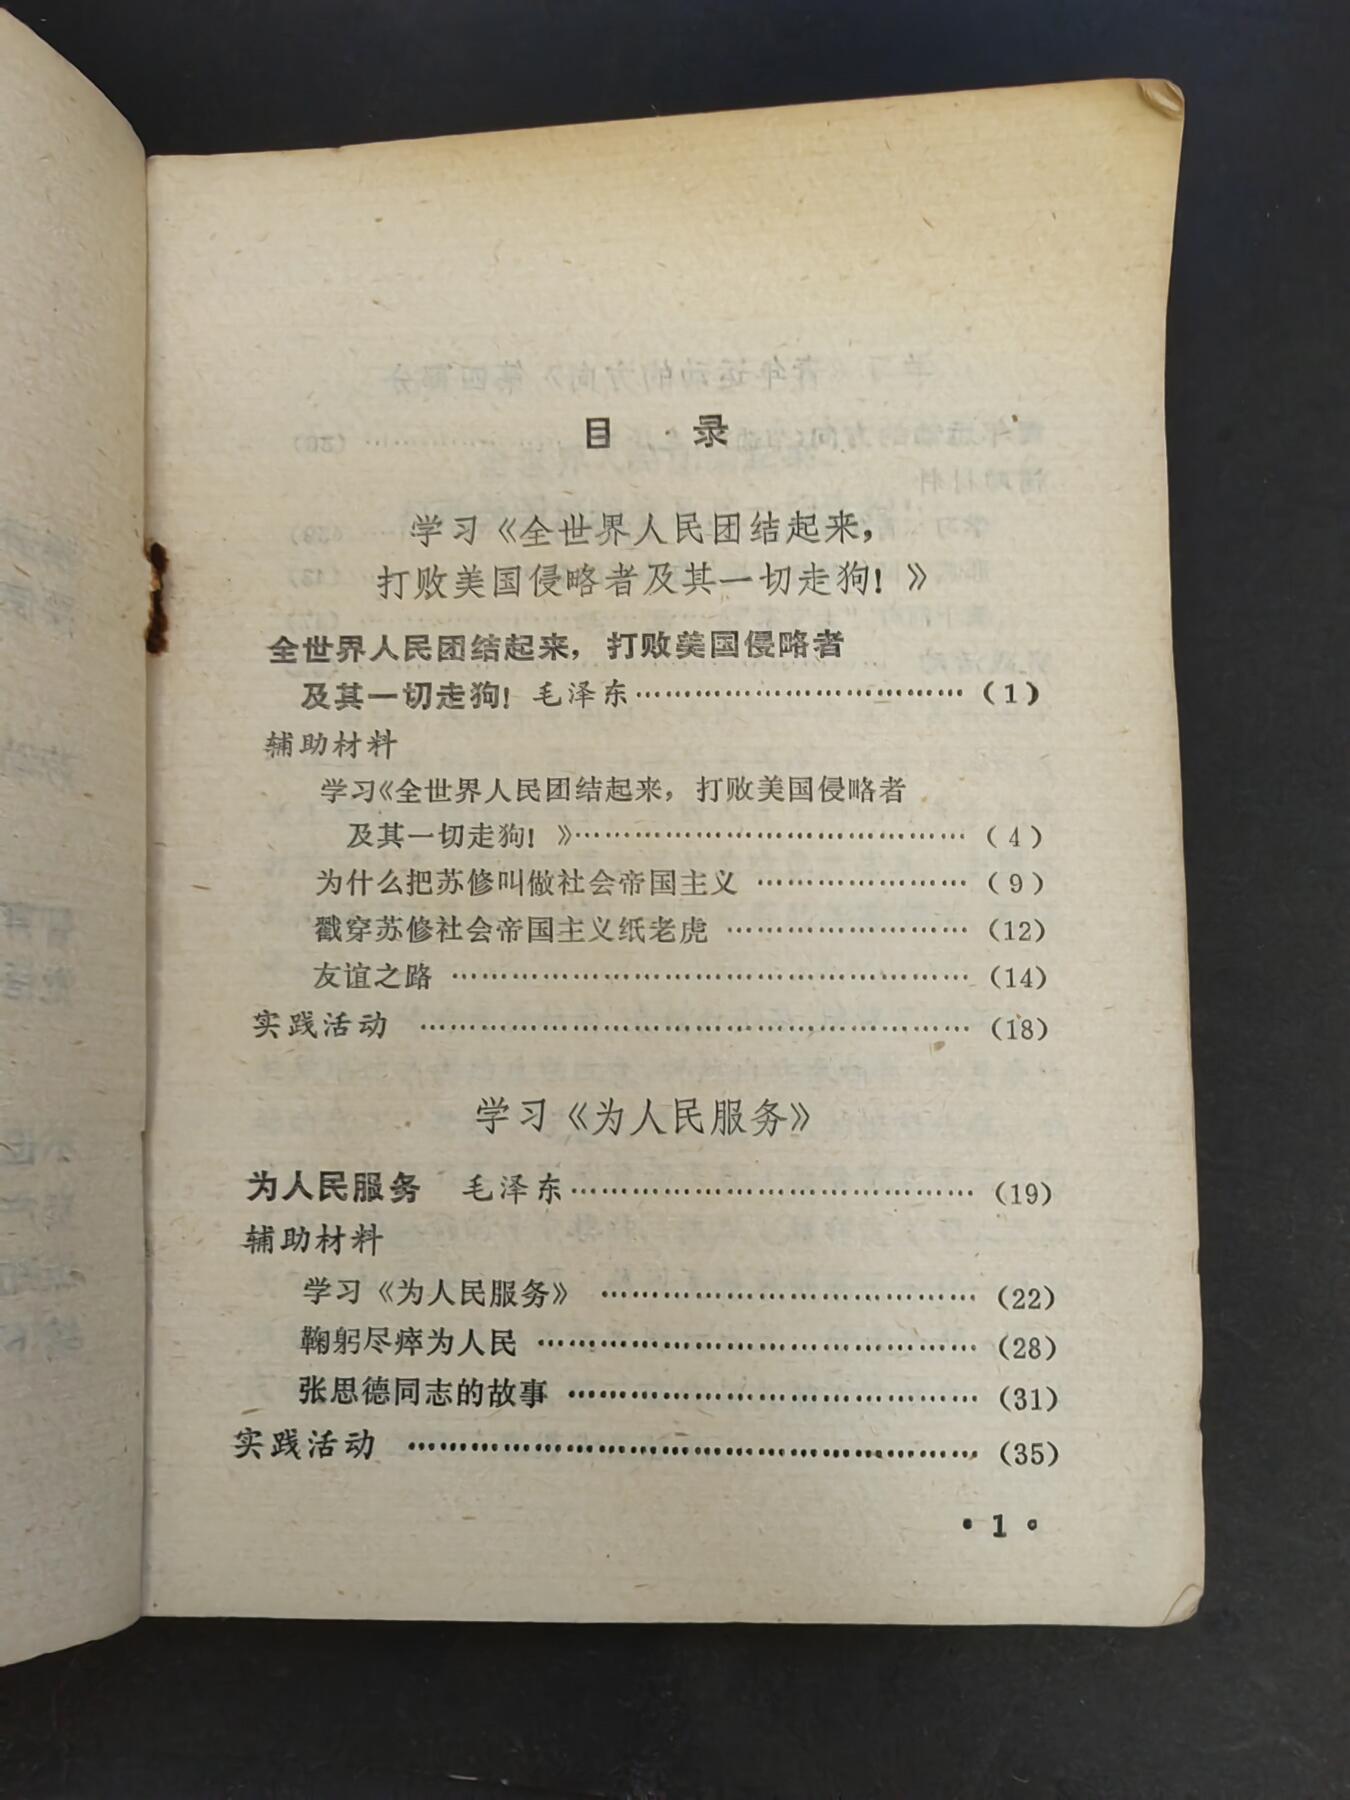 目　录
学习《全世界人民团结起来，
打败美国侵略者及其一切走狗！》
全世界人民团结起来，打败美国侵略者
及其一切走狗！ 毛泽东……………………………（1）
辅助材料
学习《全世界人民团结起来，打败美国侵略者
及其一切走狗！》…………………………………（4）
为什么把苏修叫做社会帝国主义 …………………（9）
戳穿苏修社会帝国主义纸老虎 ……………………（12）
友谊之路 ……………………………………………（14）
实践活动 ………………………………………………（18）
学习《为人民服务》
为人民服务 毛泽东…………………………………（19）
辅助材料
学习《为人民服务》 ………………………………（22）
鞠躬尽瘁为人民 ……………………………………（28）
张思德同志的故事 …………………………………（31）
实践活动 ………………………………………………（35）
• 1 •